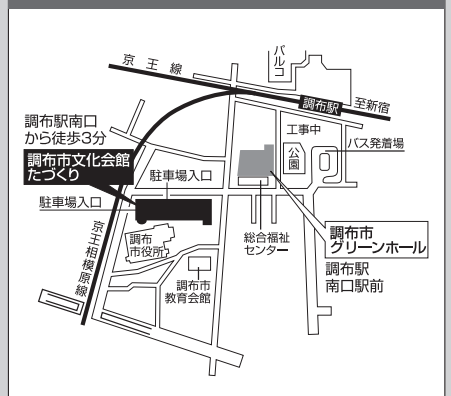 京王線
パルコ
調布駅
至新宿
調布駅南口
から徒歩3分
工事中
バス発着場
公園
調布市文化会館
たづくり
駐車場入口
駐車場入口
調布市
グリーンホール
総合福祉
センター
調布
市役所
調布駅
南口駅前
京王相模原線
調布市
教育会館